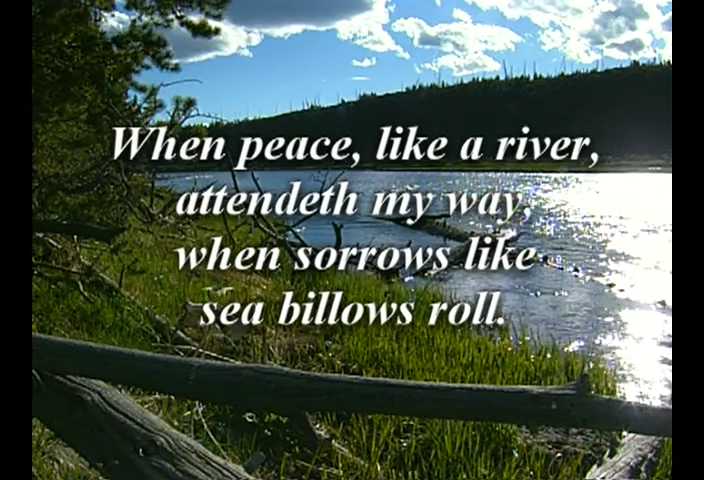 When peace, like a river,
attendeth my way,
when sorrows like
sea billows roll.